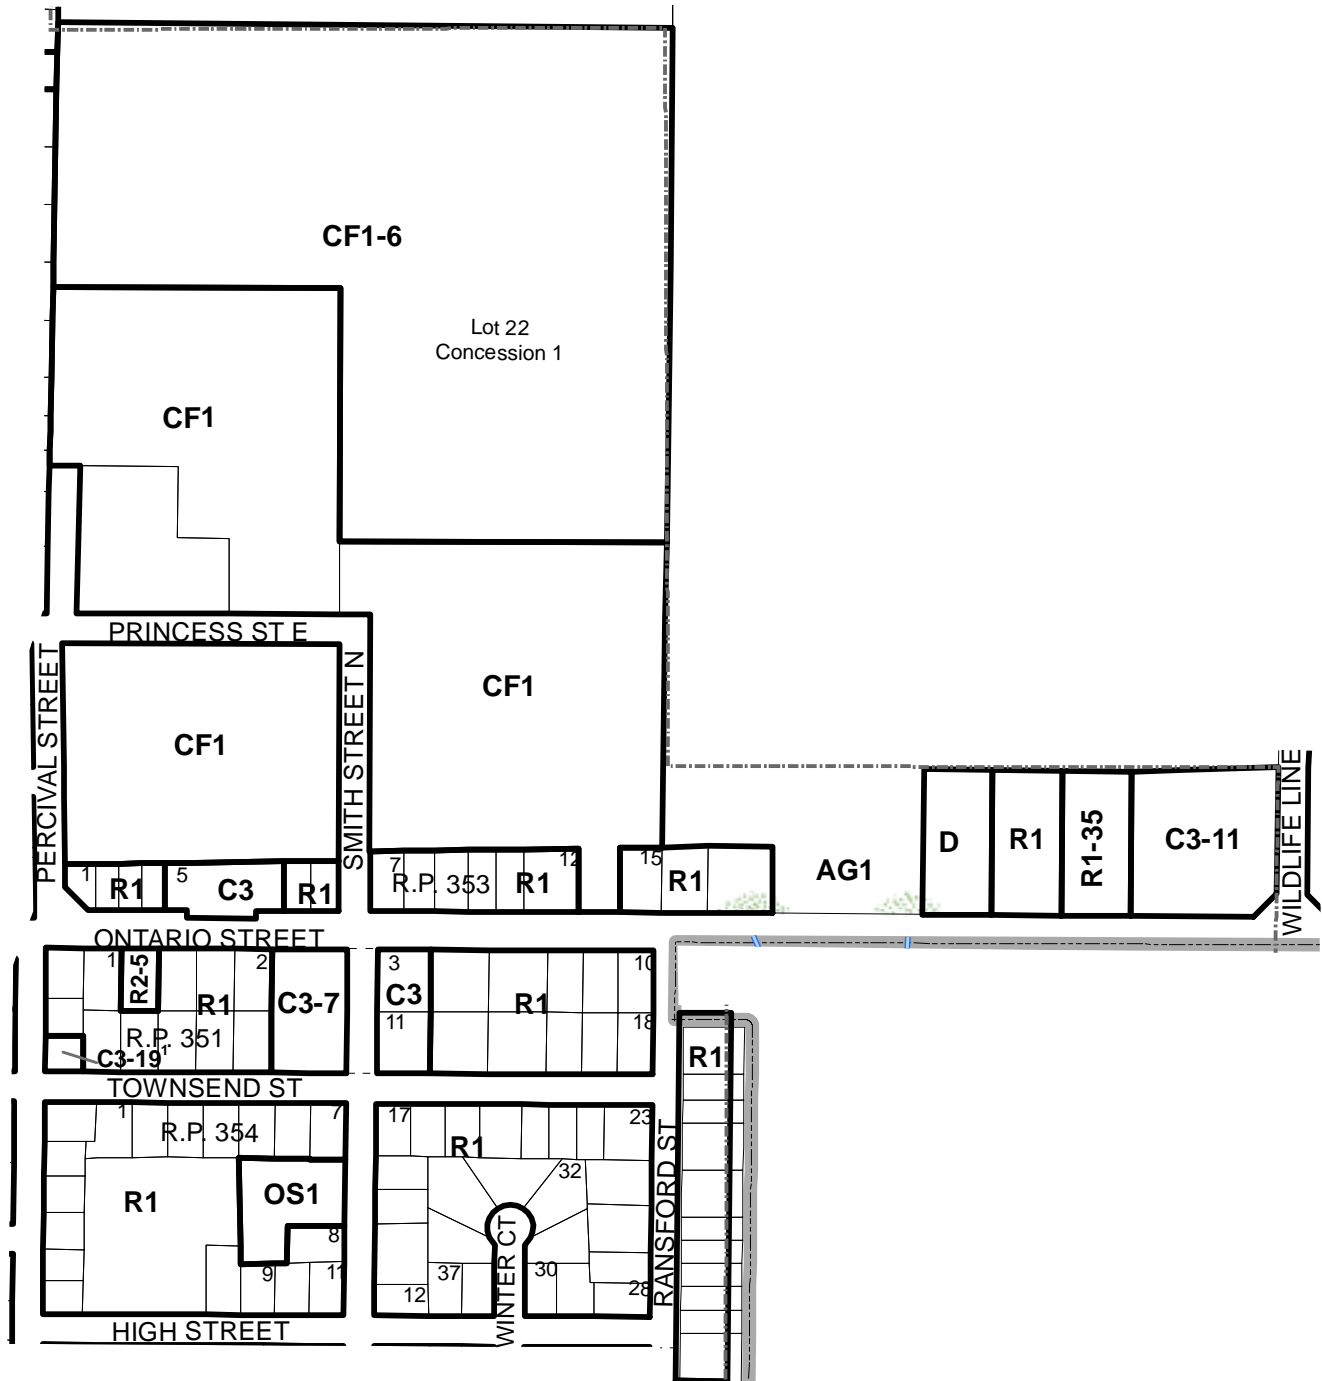 CF1-6
Lot 22
Concession 1
CF1
PRINCESS ST E
PERCIVAL STREET
SMITH STREET N
CF1
CF1
WILDLIFE LINE
D
R1
R1-35
C3-11
AG1
1
R1
5
C3
R1
7
R.P. 353
R1
12
15
R1
ONTARIO STREET
1
R2-5
R1
2
C3-7
3
C3
11
R1
10
18
R.P. 351
C3-19
1
R1
TOWNSEND ST
1
R.P. 354
7
17
R1
23
32
R1
OS1
8
9
11
WINTER CT
37
12
30
28
RANSFORD ST
HIGH STREET